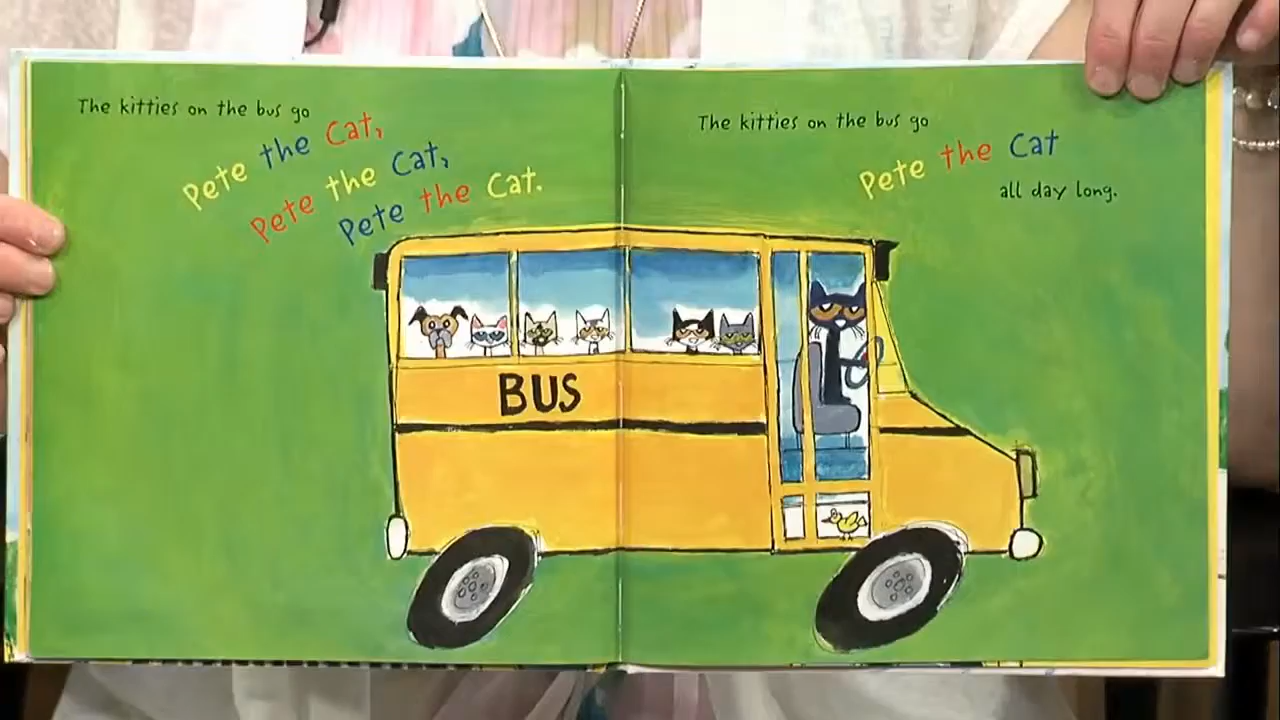 The kitties on the bus go
Pete the Cat,
Pete the Cat,
Pete the Cat.
The kitties on the bus go
Pete the Cat
all day long.
BUS